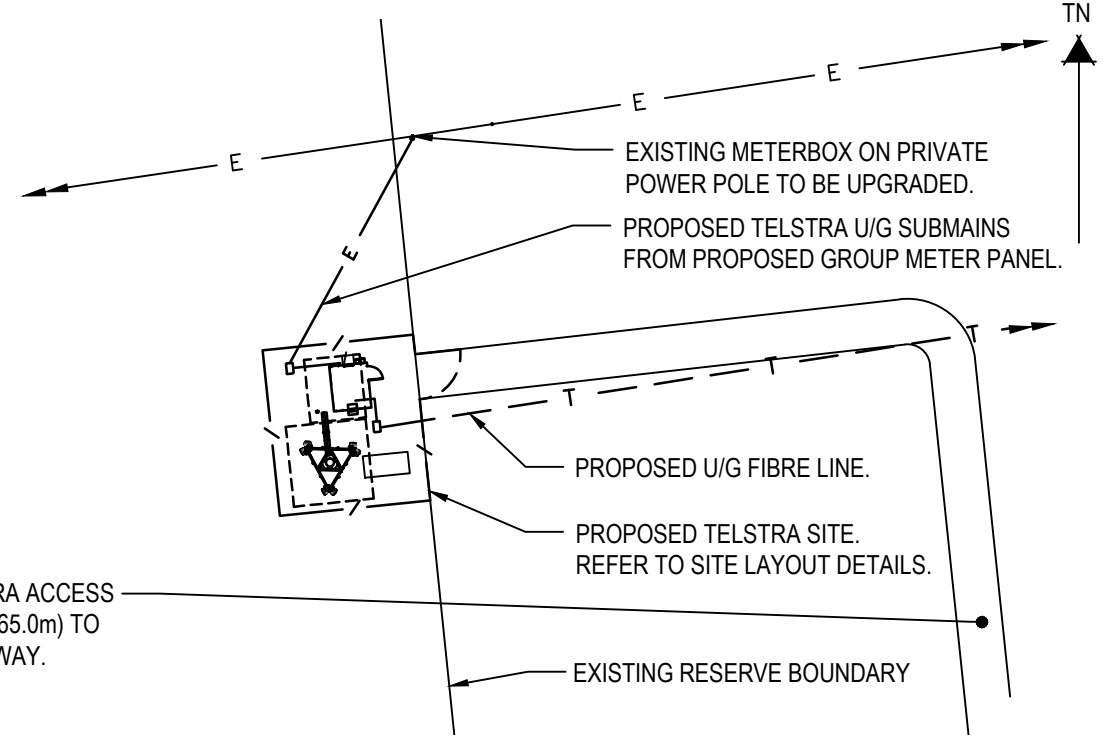 TN
E
E
E
EXISTING METERBOX ON PRIVATE
POWER POLE TO BE UPGRADED.
PROPOSED TELSTRA U/G SUBMAINS
FROM PROPOSED GROUP METER PANEL.
E
T
T
T
PROPOSED U/G FIBRE LINE.
PROPOSED TELSTRA SITE.
REFER TO SITE LAYOUT DETAILS.
RA ACCESS
65.0m) TO
WAY.
EXISTING RESERVE BOUNDARY